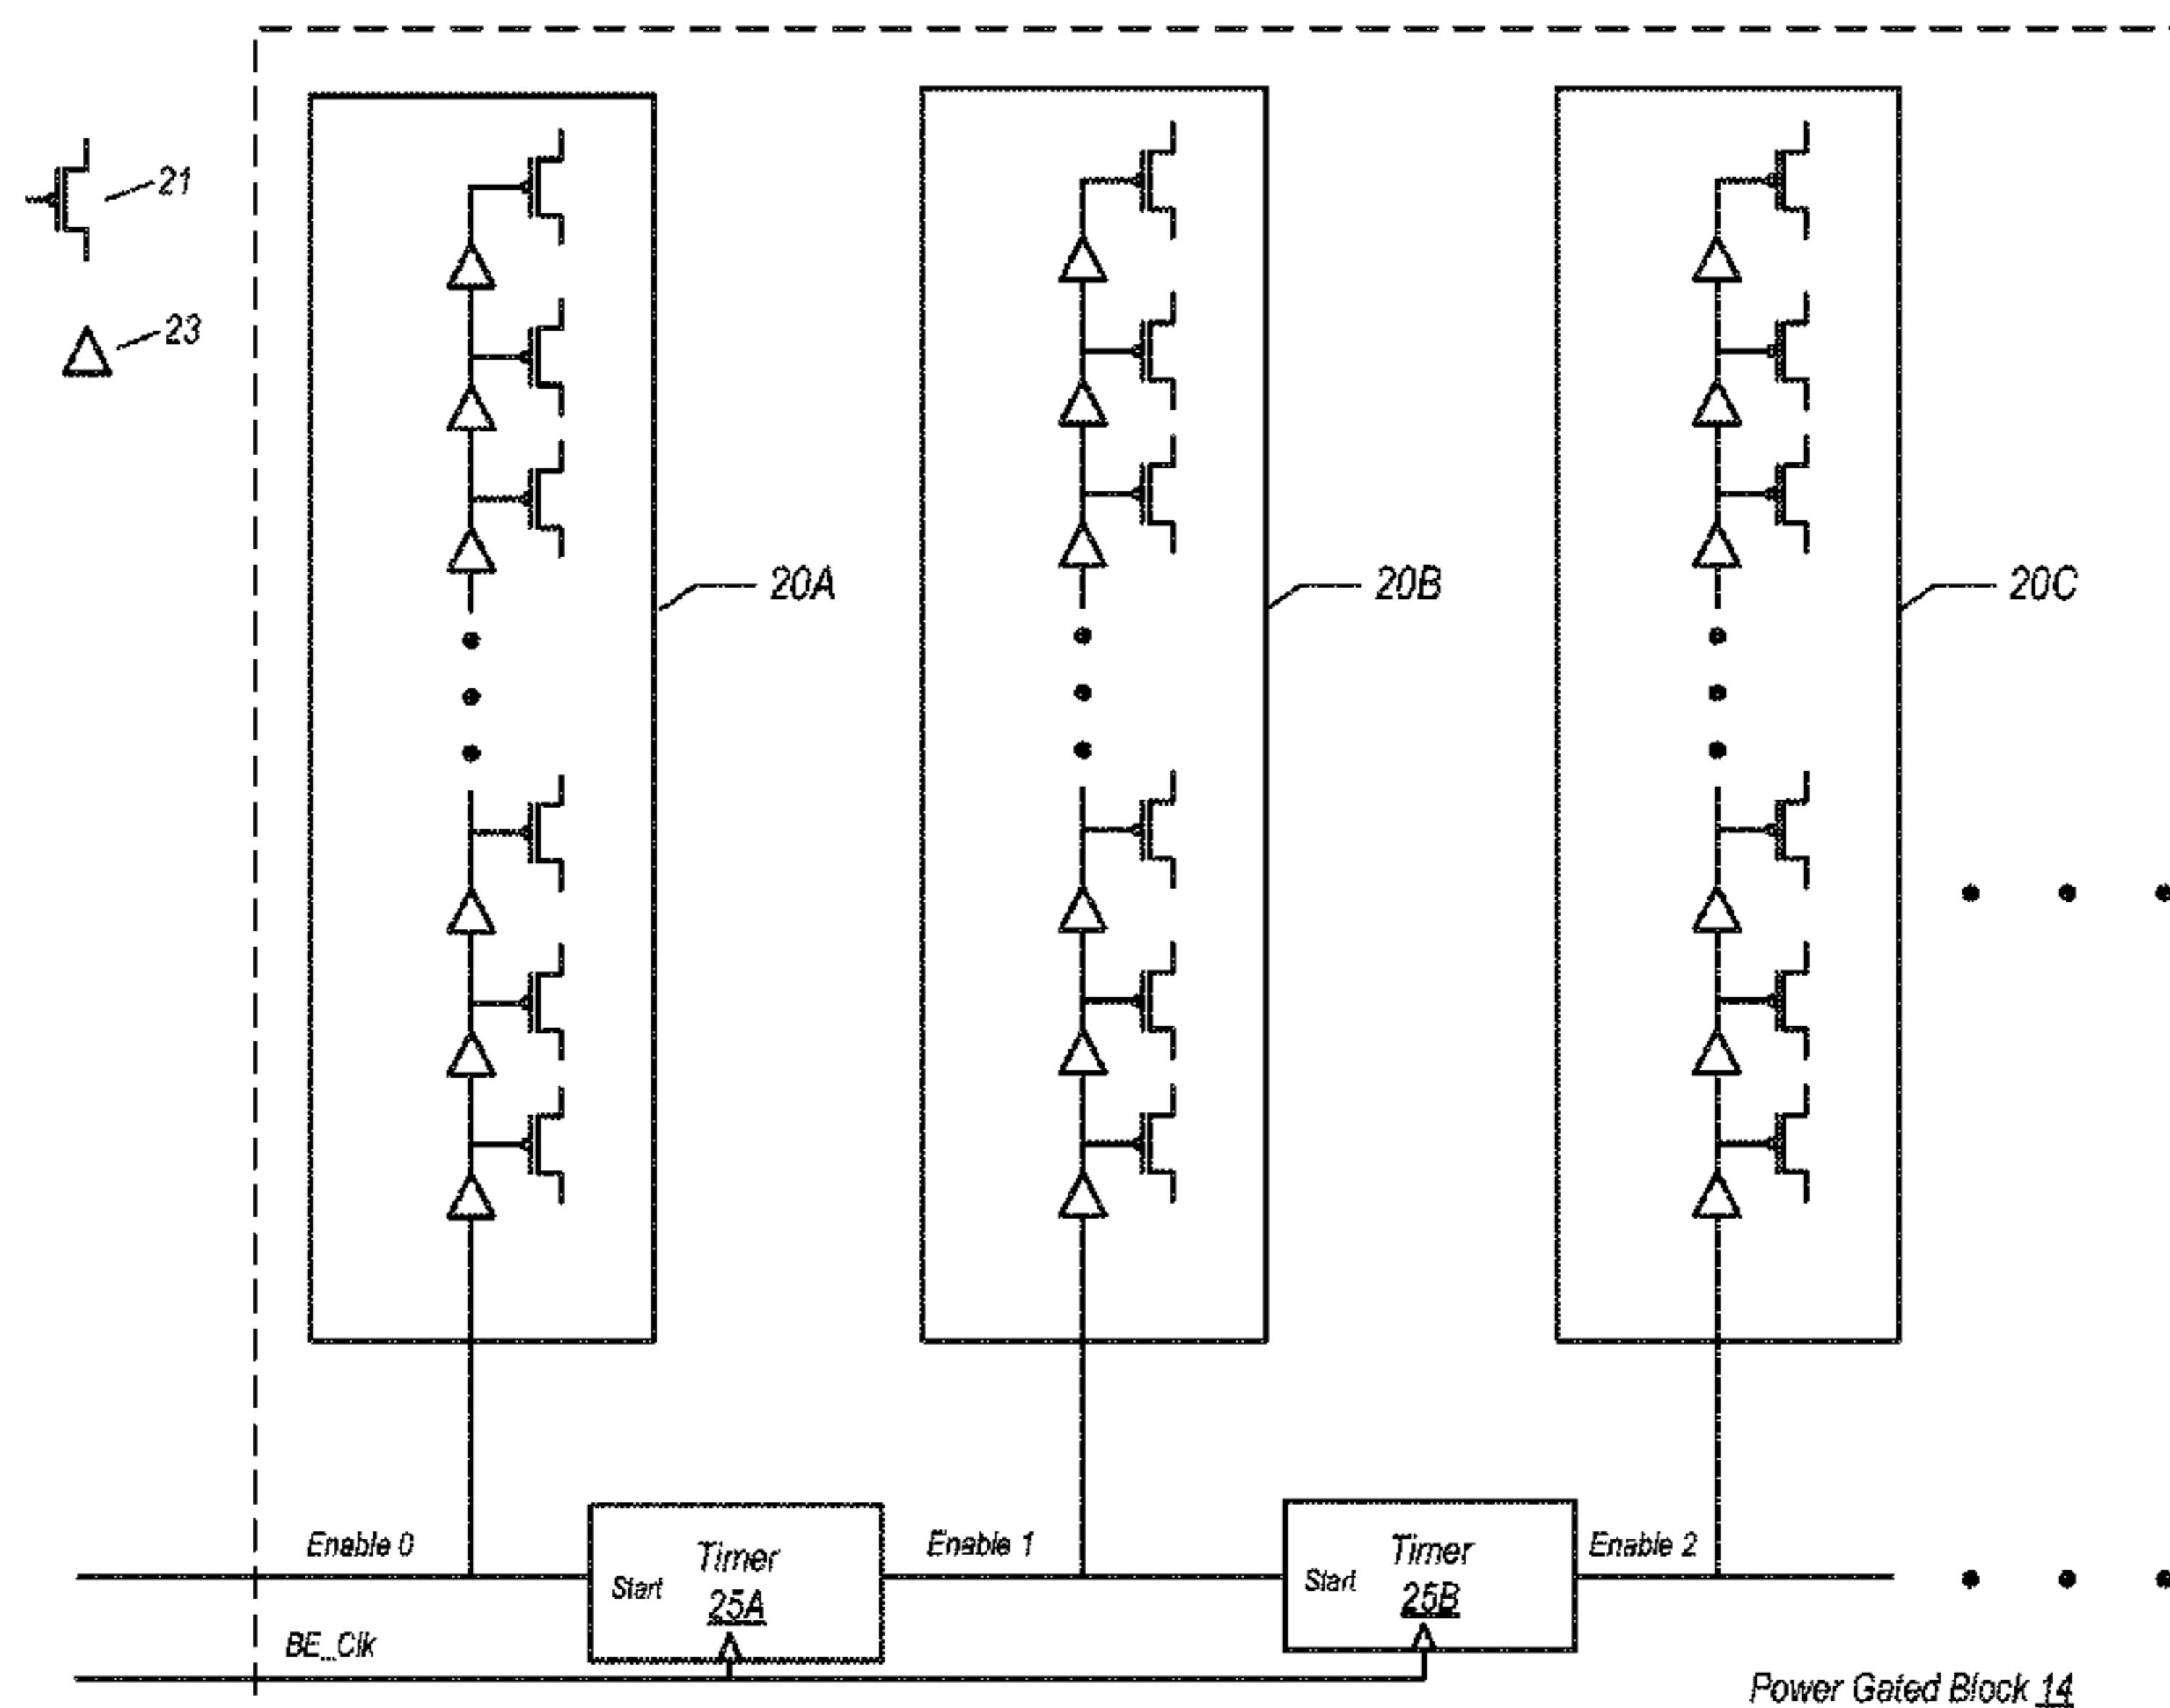 21
23
20A
20B
20C
Enable 0
Start
Timer
25A
Enable 1
Start
Timer
25B
Enable 2
BE_Clk
Power Gated Block 14